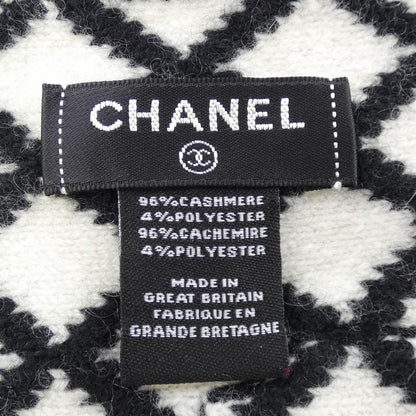 CHANEL
96%CASHMERE
4%POLYESTER
96%CACHEMIRE
4%POLYESTER
MADE IN
GREAT BRITAIN
FABRIQUE EN
GRANDE BRETAGNE